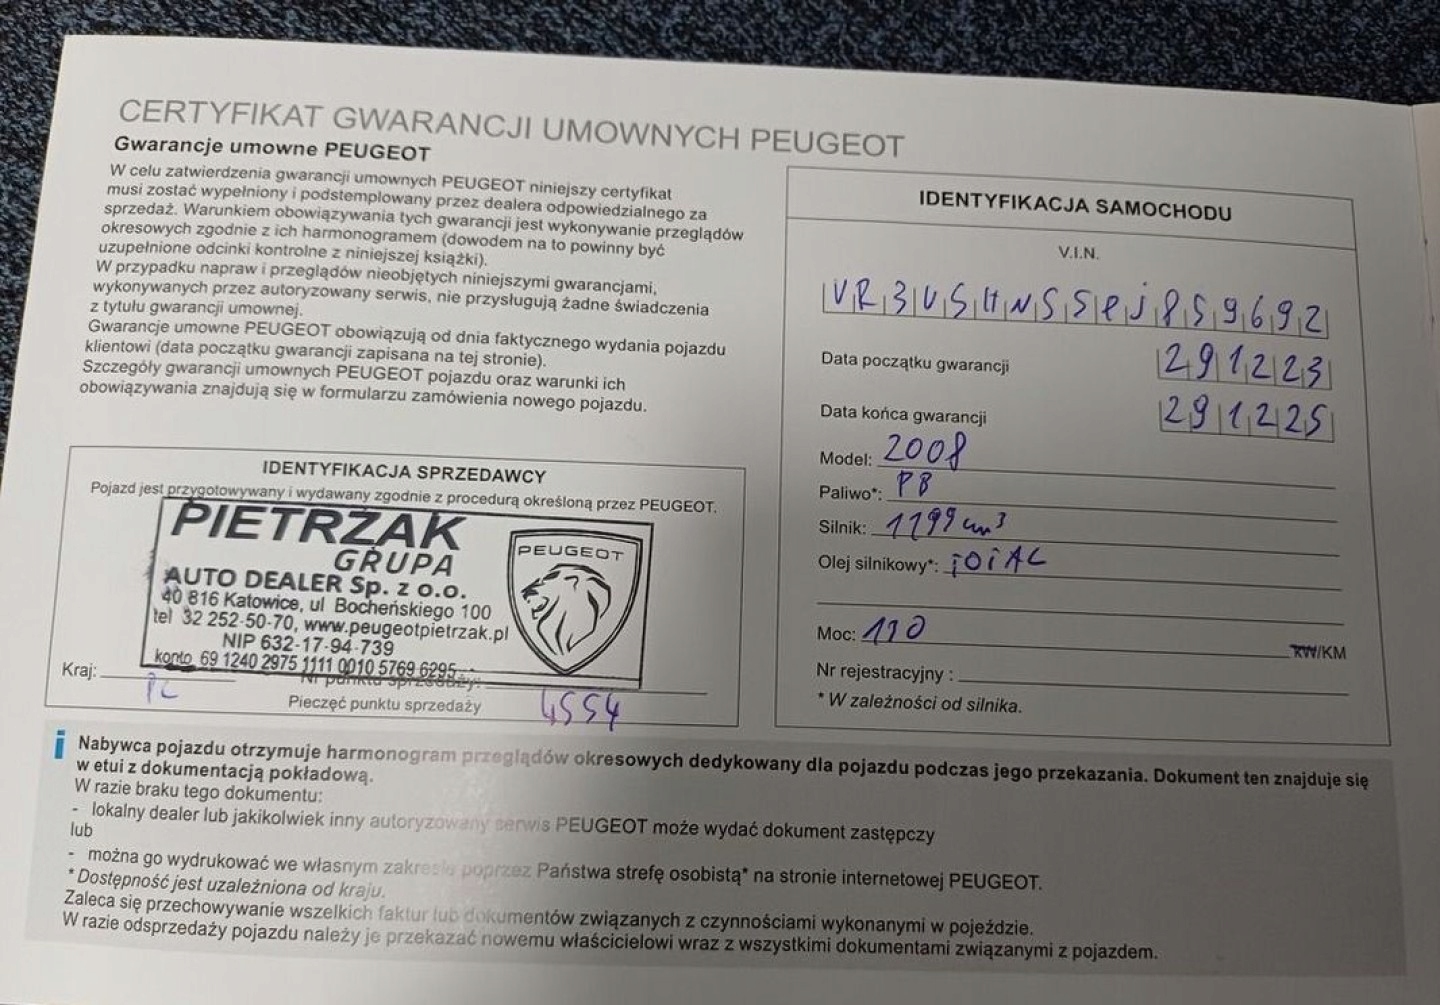 CERTYFIKAT GWARANCJI UMOWNYCH PEUGEOT
Gwarancje umowne PEUGEOT
W celu zatwierdzenia gwarancji umownych PEUGEOT niniejszy certyfikat
musi zostać wypełniony i podstemplowany przez dealera odpowiedzialnego za
sprzedaż. Warunkiem obowiązywania tych gwarancji jest wykonywanie przeglądów
okresowych zgodnie z ich harmonogramem (dowodem na to powinny być
uzupełnione odcinki kontrolne z niniejszej książki).
W przypadku napraw i przeglądów nieobjętych niniejszymi gwarancjami,
wykonywanych przez autoryzowany serwis, nie przysługują żadne świadczenia
z tytułu gwarancji umownej.
Gwarancje umowne PEUGEOT obowiązują od dnia faktycznego wydania pojazdu
klientowi (data początku gwarancji zapisana na tej stronie).
Szczegóły gwarancji umownych PEUGEOT pojazdu oraz warunki ich
obowiązywania znajdują się w formularzu zamówienia nowego pojazdu.
IDENTYFIKACJA SPRZEDAWCY
Pojazd jest przygotowywany i wydawany zgodnie z procedurą określoną przez PEUGEOT.
PIETRZAK
GRUPA
AUTO DEALER Sp. z o.o.
40 816 Katowice, ul Bocheńskiego 100
tel 32 252-50-70, www.peugeotpietrzak.pl
NIP 632-17-94-739
konto 69 1240 2975 1111 0010 5769 6295
PEUGEOT
Kraj: PL
Nr punktu sprzedaży: 4554
Pieczęć punktu sprzedaży
IDENTYFIKACJA SAMOCHODU
V.I.N.
VR3USHNSSPJ859692
Data początku gwarancji 291223
Data końca gwarancji 291225
Model: 2008
Paliwo*: PB
Silnik: 1199 cm³
Olej silnikowy*:
Moc: 110 KW/KM
Nr rejestracyjny :
* W zależności od silnika.
i Nabywca pojazdu otrzymuje harmonogram przeglądów okresowych dedykowany dla pojazdu podczas jego przekazania. Dokument ten znajduje się
w etui z dokumentacją pokładową.
W razie braku tego dokumentu:
- lokalny dealer lub jakikolwiek inny autoryzowany serwis PEUGEOT może wydać dokument zastępczy
lub
- można go wydrukować we własnym zakresie poprzez Państwa strefę osobistą* na stronie internetowej PEUGEOT.
* Dostępność jest uzależniona od kraju.
Zaleca się przechowywanie wszelkich faktur lub dokumentów związanych z czynnościami wykonanymi w pojeździe.
W razie odsprzedaży pojazdu należy je przekazać nowemu właścicielowi wraz z wszystkimi dokumentami związanymi z pojazdem.